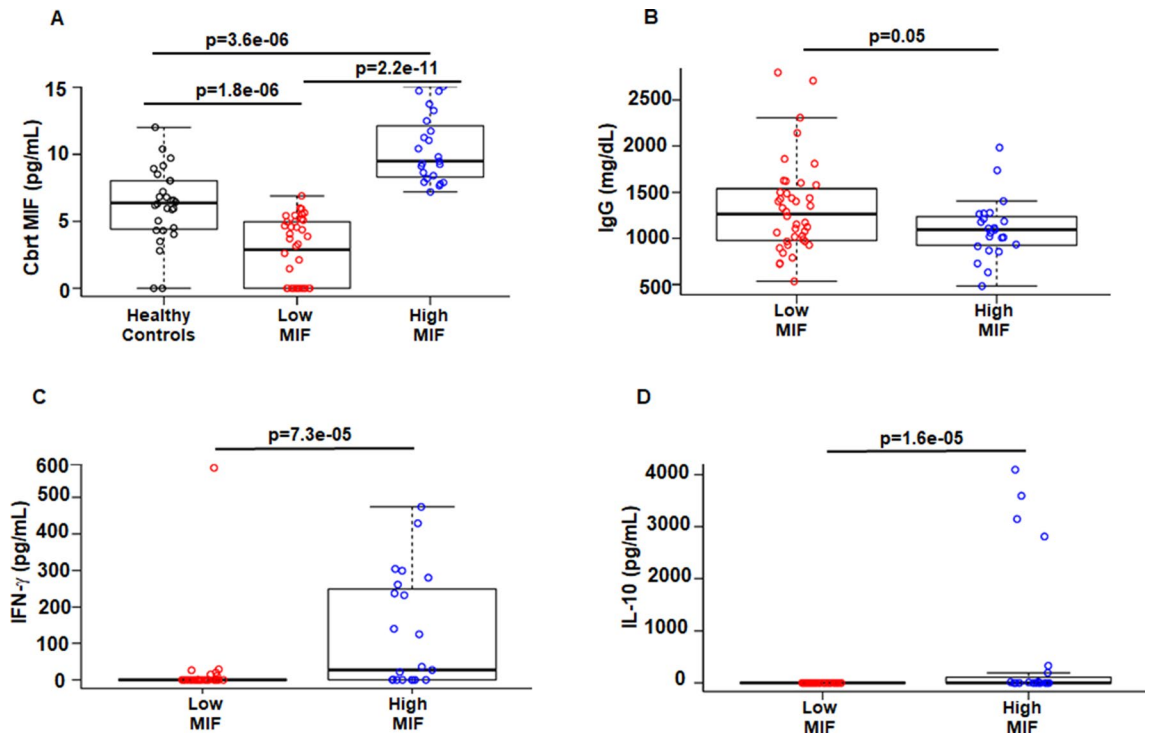 A
p=3.6e-06
p=2.2e-11
p=1.8e-06
Cbrt MIF (pg/mL)
15
10
5
0
Healthy
Controls
Low
MIF
High
MIF
B
p=0.05
IgG (mg/dL)
2500
2000
1500
1000
500
Low
MIF
High
MIF
C
p=7.3e-05
IFN-γ (pg/mL)
600
500
400
300
200
100
0
Low
MIF
High
MIF
D
p=1.6e-05
IL-10 (pg/mL)
4000
3000
2000
1000
0
Low
MIF
High
MIF